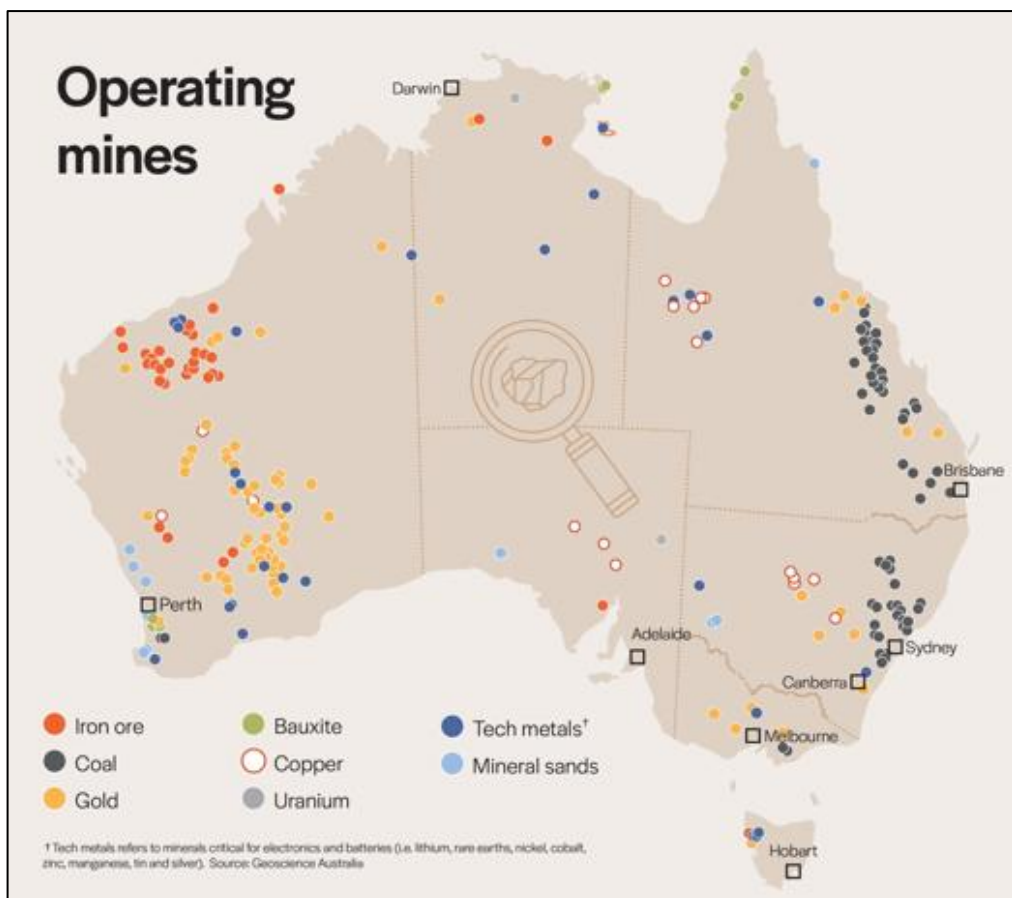 Operating
mines
Darwin
Brisbane
Perth
Adelaide
Sydney
Canberra
Melbourne
Hobart
Iron ore
Bauxite
Tech metals†
Coal
Copper
Mineral sands
Gold
Uranium
† Tech metals refers to minerals critical for electronics and batteries (i.e. lithium, rare earths, nickel, cobalt,
zinc, manganese, tin and silver). Source: Geoscience Australia